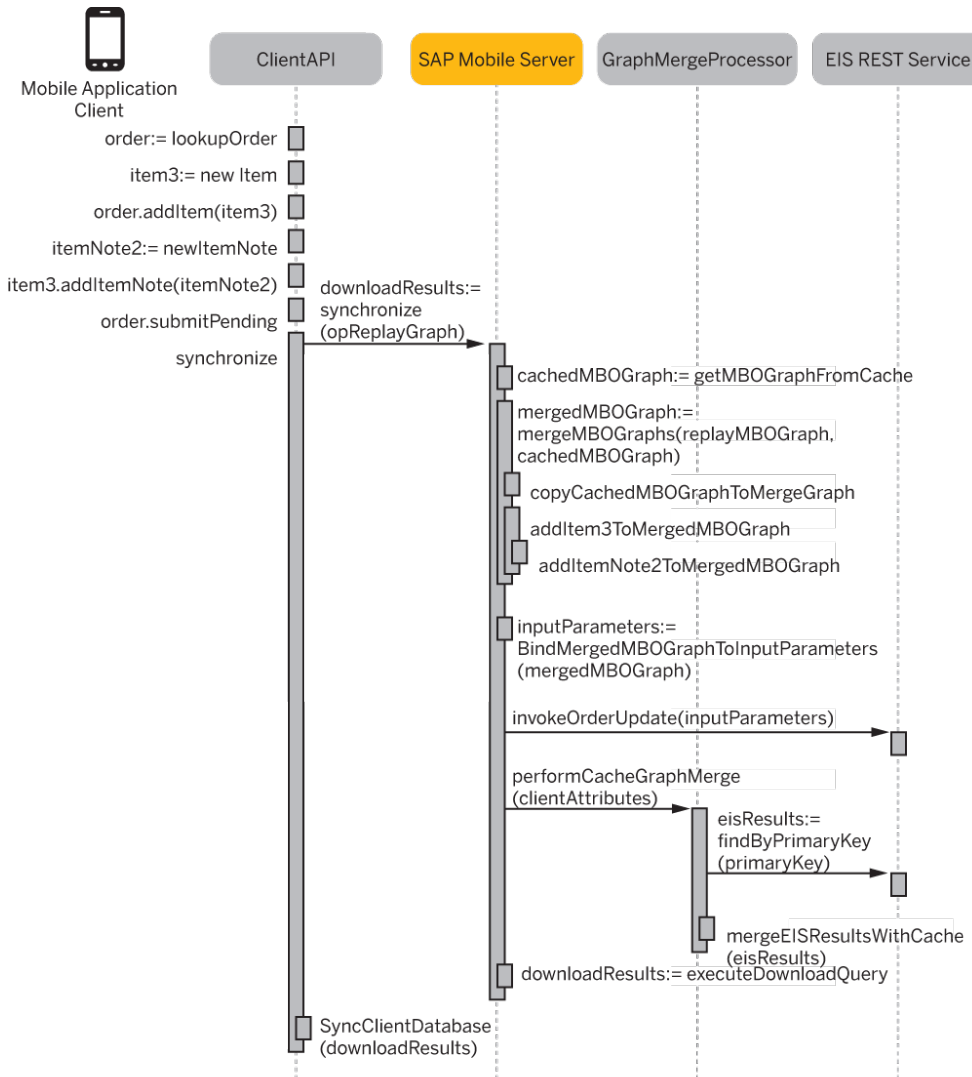 ClientAPI
SAP Mobile Server
GraphMergeProcessor
EIS REST Service
Mobile Application
Client
order:= lookupOrder
item3:= new Item
order.addItem(item3)
itemNote2:= newItemNote
item3.addItemNote(itemNote2)
order.submitPending
synchronize
downloadResults:=
synchronize
(opReplayGraph)
cachedMBOGraph:= getMBOGraphFromCache
mergedMBOGraph:=
mergeMBOGraphs(replayMBOGraph,
cachedMBOGraph)
copyCachedMBOGraphToMergeGraph
addItem3ToMergedMBOGraph
addItemNote2ToMergedMBOGraph
inputParameters:=
BindMergedMBOGraphToInputParameters
(mergedMBOGraph)
invokeOrderUpdate(inputParameters)
performCacheGraphMerge
(clientAttributes)
eisResults:=
findByPrimaryKey
(primaryKey)
mergeEISResultsWithCache
(eisResults)
downloadResults:= executeDownloadQuery
SyncClientDatabase
(downloadResults)